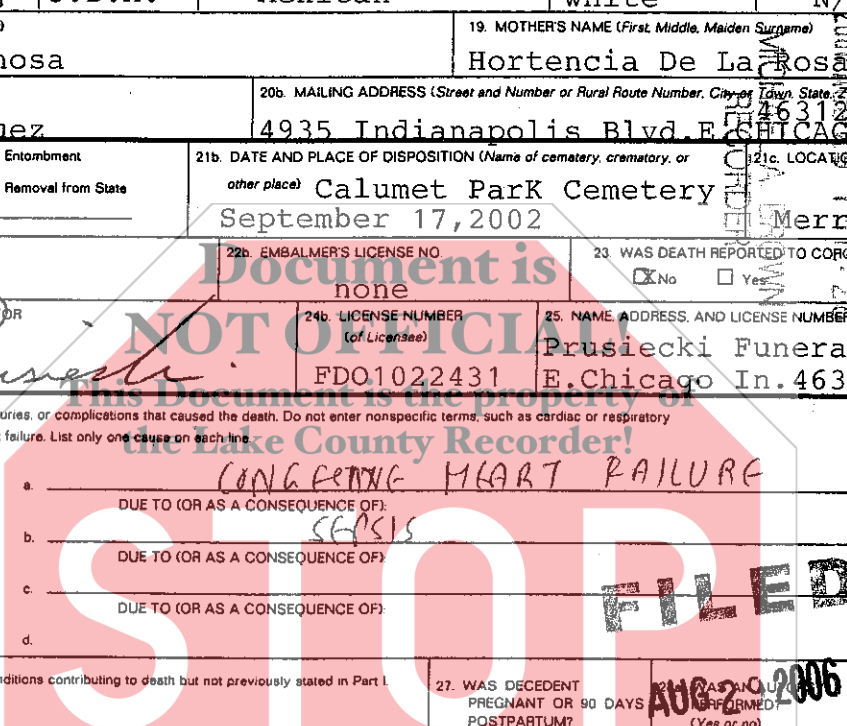 White N/
19. MOTHER'S NAME (First, Middle, Maiden Surname)
nosa Hortencia De La Rosa
20b. MAILING ADDRESS (Street and Number or Rural Route Number, City or Town, State, Z
46312
nez 4935 Indianapolis Blvd.E.CHICAG
Entombment 21b. DATE AND PLACE OF DISPOSITION (Name of cemetery, crematory, or 21c. LOCATIO
Removal from State other place) Calumet ParK Cemetery
September 17,2002 Merr
RECORDER
22b. EMBALMER'S LICENSE NO. 23. WAS DEATH REPORTED TO CORO
none X No Yes
Document is
NOT OFFICIAL!
This Document is the property of
the Lake County Recorder!
STOP
OR 24b. LICENSE NUMBER 25. NAME, ADDRESS, AND LICENSE NUMBER
(of Licensee) Prusiecki Funera
FDO1022431 E.Chicago In.463
uries, or complications that caused the death. Do not enter nonspecific terms, such as cardiac or respiratory
failure. List only one cause on each line.
a. CONGESTIVE HEART FAILURE
DUE TO (OR AS A CONSEQUENCE OF):
b. SEPSIS
DUE TO (OR AS A CONSEQUENCE OF):
c.
DUE TO (OR AS A CONSEQUENCE OF):
d.
FILED
nditions contributing to death but not previously stated in Part I. 27. WAS DECEDENT
PREGNANT OR 90 DAYS
POSTPARTUM? (Yes or no)
AUG 2 2006